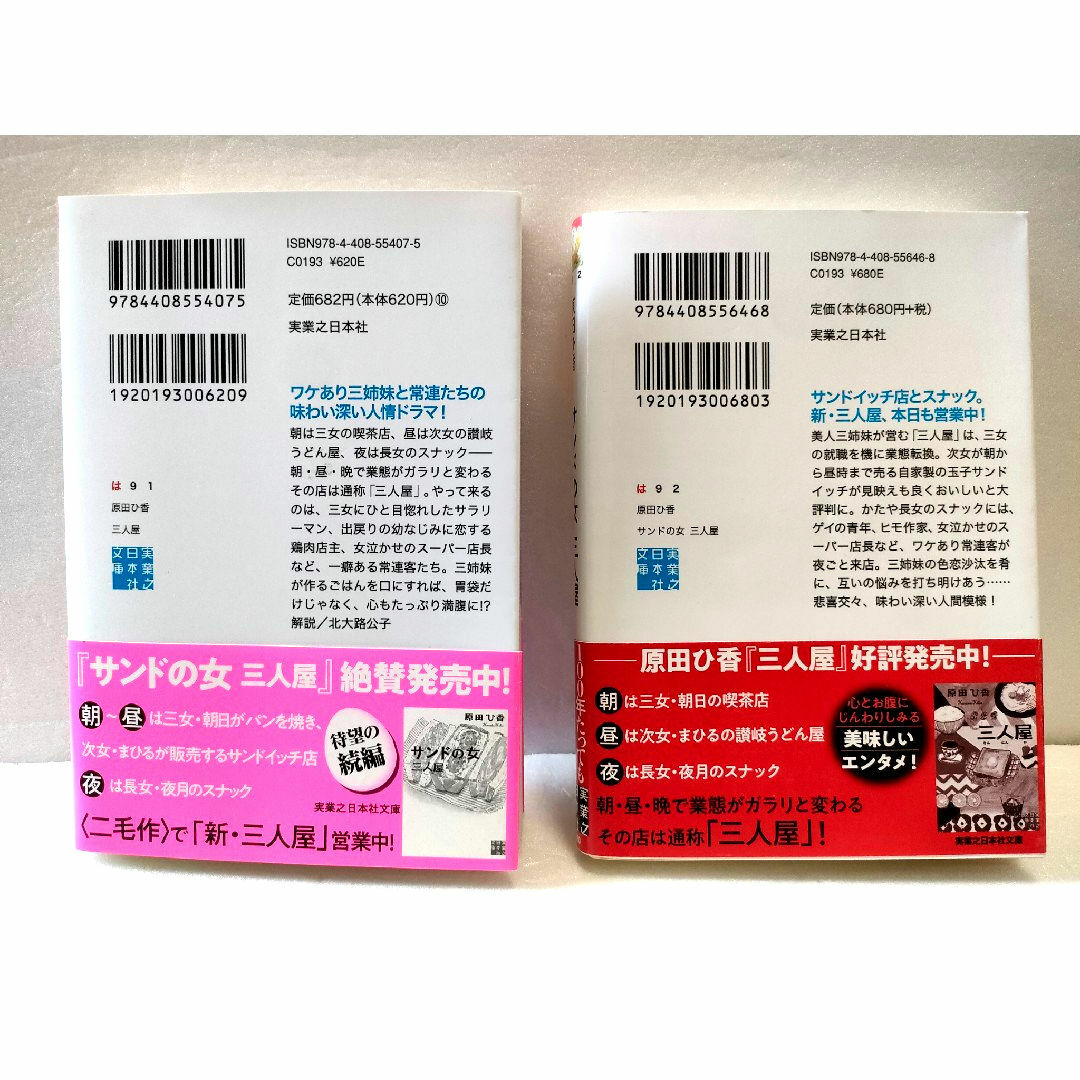 ISBN978-4-408-55407-5
C0193 ¥620E
9784408554075
定価682円(本体620円)⑩
実業之日本社
1920193006209
ワケあり三姉妹と常連たちの
味わい深い人情ドラマ!
朝は三女の喫茶店、昼は次女の讃岐
うどん屋、夜は長女のスナック――
朝・昼・晩で業態がガラリと変わる
その店は通称「三人屋」。やって来る
のは、三女にひと目惚れしたサラリ
ーマン、出戻りの幼なじみに恋する
鶏肉店主、女泣かせのスーパー店長
など、一癖ある常連客たち。三姉妹
が作るごはんを口にすれば、胃袋だ
けじゃなく、心もたっぷり満腹に!?
解説/北大路公子
は 9 1
原田ひ香
三人屋
実業之
日本社
文庫
『サンドの女 三人屋』絶賛発売中!
朝~昼は三女・朝日がパンを焼き、
次女・まひるが販売するサンドイッチ店
夜は長女・夜月のスナック
待望の
続編
原田ひ香
サンドの女
三人屋
実業之日本社文庫
〈二毛作〉で「新・三人屋」営業中!
ISBN978-4-408-55646-8
C0193 ¥680E
9784408556468
定価(本体680円+税)
実業之日本社
1920193006803
サンドイッチ店とスナック。
新・三人屋、本日も営業中!
美人三姉妹が営む「三人屋」は、三女
の就職を機に業態転換。次女が朝か
ら昼時まで売る自家製の玉子サンド
イッチが見映えも良くおいしいと大
評判に。かたや長女のスナックには、
ゲイの青年、ヒモ作家、女泣かせのス
ーパー店長など、ワケあり常連客が
夜ごと来店。三姉妹の色恋沙汰を肴
に、互いの悩みを打ち明けあう……
悲喜交々、味わい深い人間模様!
は 9 2
原田ひ香
サンドの女 三人屋
実業之
日本社
文庫
原田ひ香『三人屋』好評発売中!
朝は三女・朝日の喫茶店
昼は次女・まひるの讃岐うどん屋
夜は長女・夜月のスナック
朝・昼・晩で業態がガラリと変わる
その店は通称「三人屋」!
心とお腹に
じんわりしみる
美味しい
エンタメ!
原田ひ香
三人屋
実業之日本社文庫